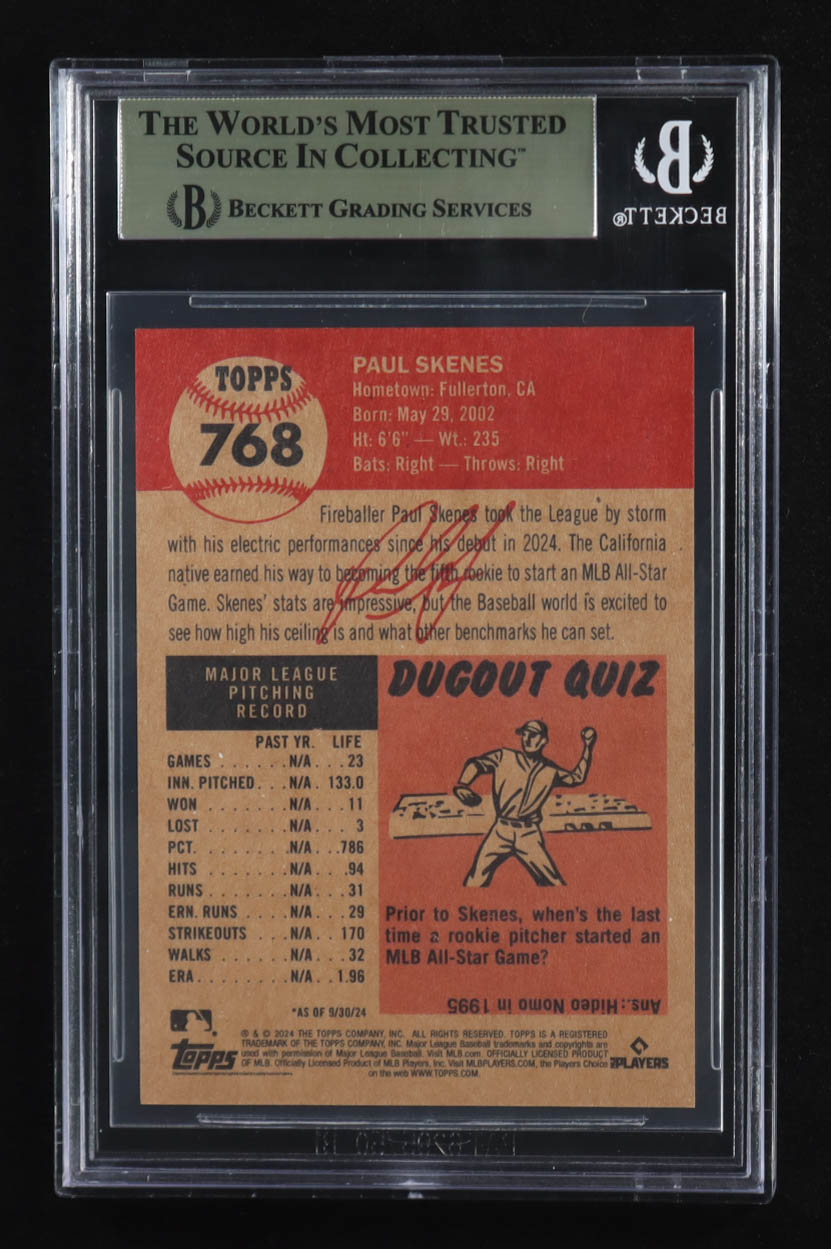 THE WORLD'S MOST TRUSTED
SOURCE IN COLLECTING™
B BECKETT GRADING SERVICES
B
BECKETT®
TOPPS
768
PAUL SKENES
Hometown: Fullerton, CA
Born: May 29, 2002
Ht: 6'6" — Wt.: 235
Bats: Right — Throws: Right
Fireballer Paul Skenes took the League by storm
with his electric performances since his debut in 2024. The California
native earned his way to becoming the fifth rookie to start an MLB All-Star
Game. Skenes' stats are impressive, but the Baseball world is excited to
see how high his ceiling is and what other benchmarks he can set.
MAJOR LEAGUE
PITCHING
RECORD
PAST YR. LIFE
GAMES . . . . . . . N/A . . . 23
INN. PITCHED . . . N/A . 133.0
WON . . . . . . . . N/A . . . 11
LOST . . . . . . . . N/A . . . 3
PCT. . . . . . . . . N/A . . .786
HITS . . . . . . . . N/A . . . 94
RUNS . . . . . . . . N/A . . . 31
ERN. RUNS . . . . N/A . . . 29
STRIKEOUTS . . . N/A . . 170
WALKS . . . . . . . N/A . . . 32
ERA . . . . . . . . . N/A . . 1.96
*AS OF 9/30/24
DUGOUT QUIZ
Prior to Skenes, when's the last
time a rookie pitcher started an
MLB All-Star Game?
Ans.: Hideo Nomo in 1995
topps
® & © 2024 THE TOPPS COMPANY, INC. ALL RIGHTS RESERVED. TOPPS IS A REGISTERED
TRADEMARK OF THE TOPPS COMPANY, INC. Major League Baseball trademarks and copyrights are
used with permission of Major League Baseball. Visit MLB.com. OFFICIALLY LICENSED PRODUCT
OF MLB. Officially Licensed Product of MLB Players, Inc. Visit MLBPLAYERS.COM, the Players Choice
on the web WWW.TOPPS.COM.
PLAYERS